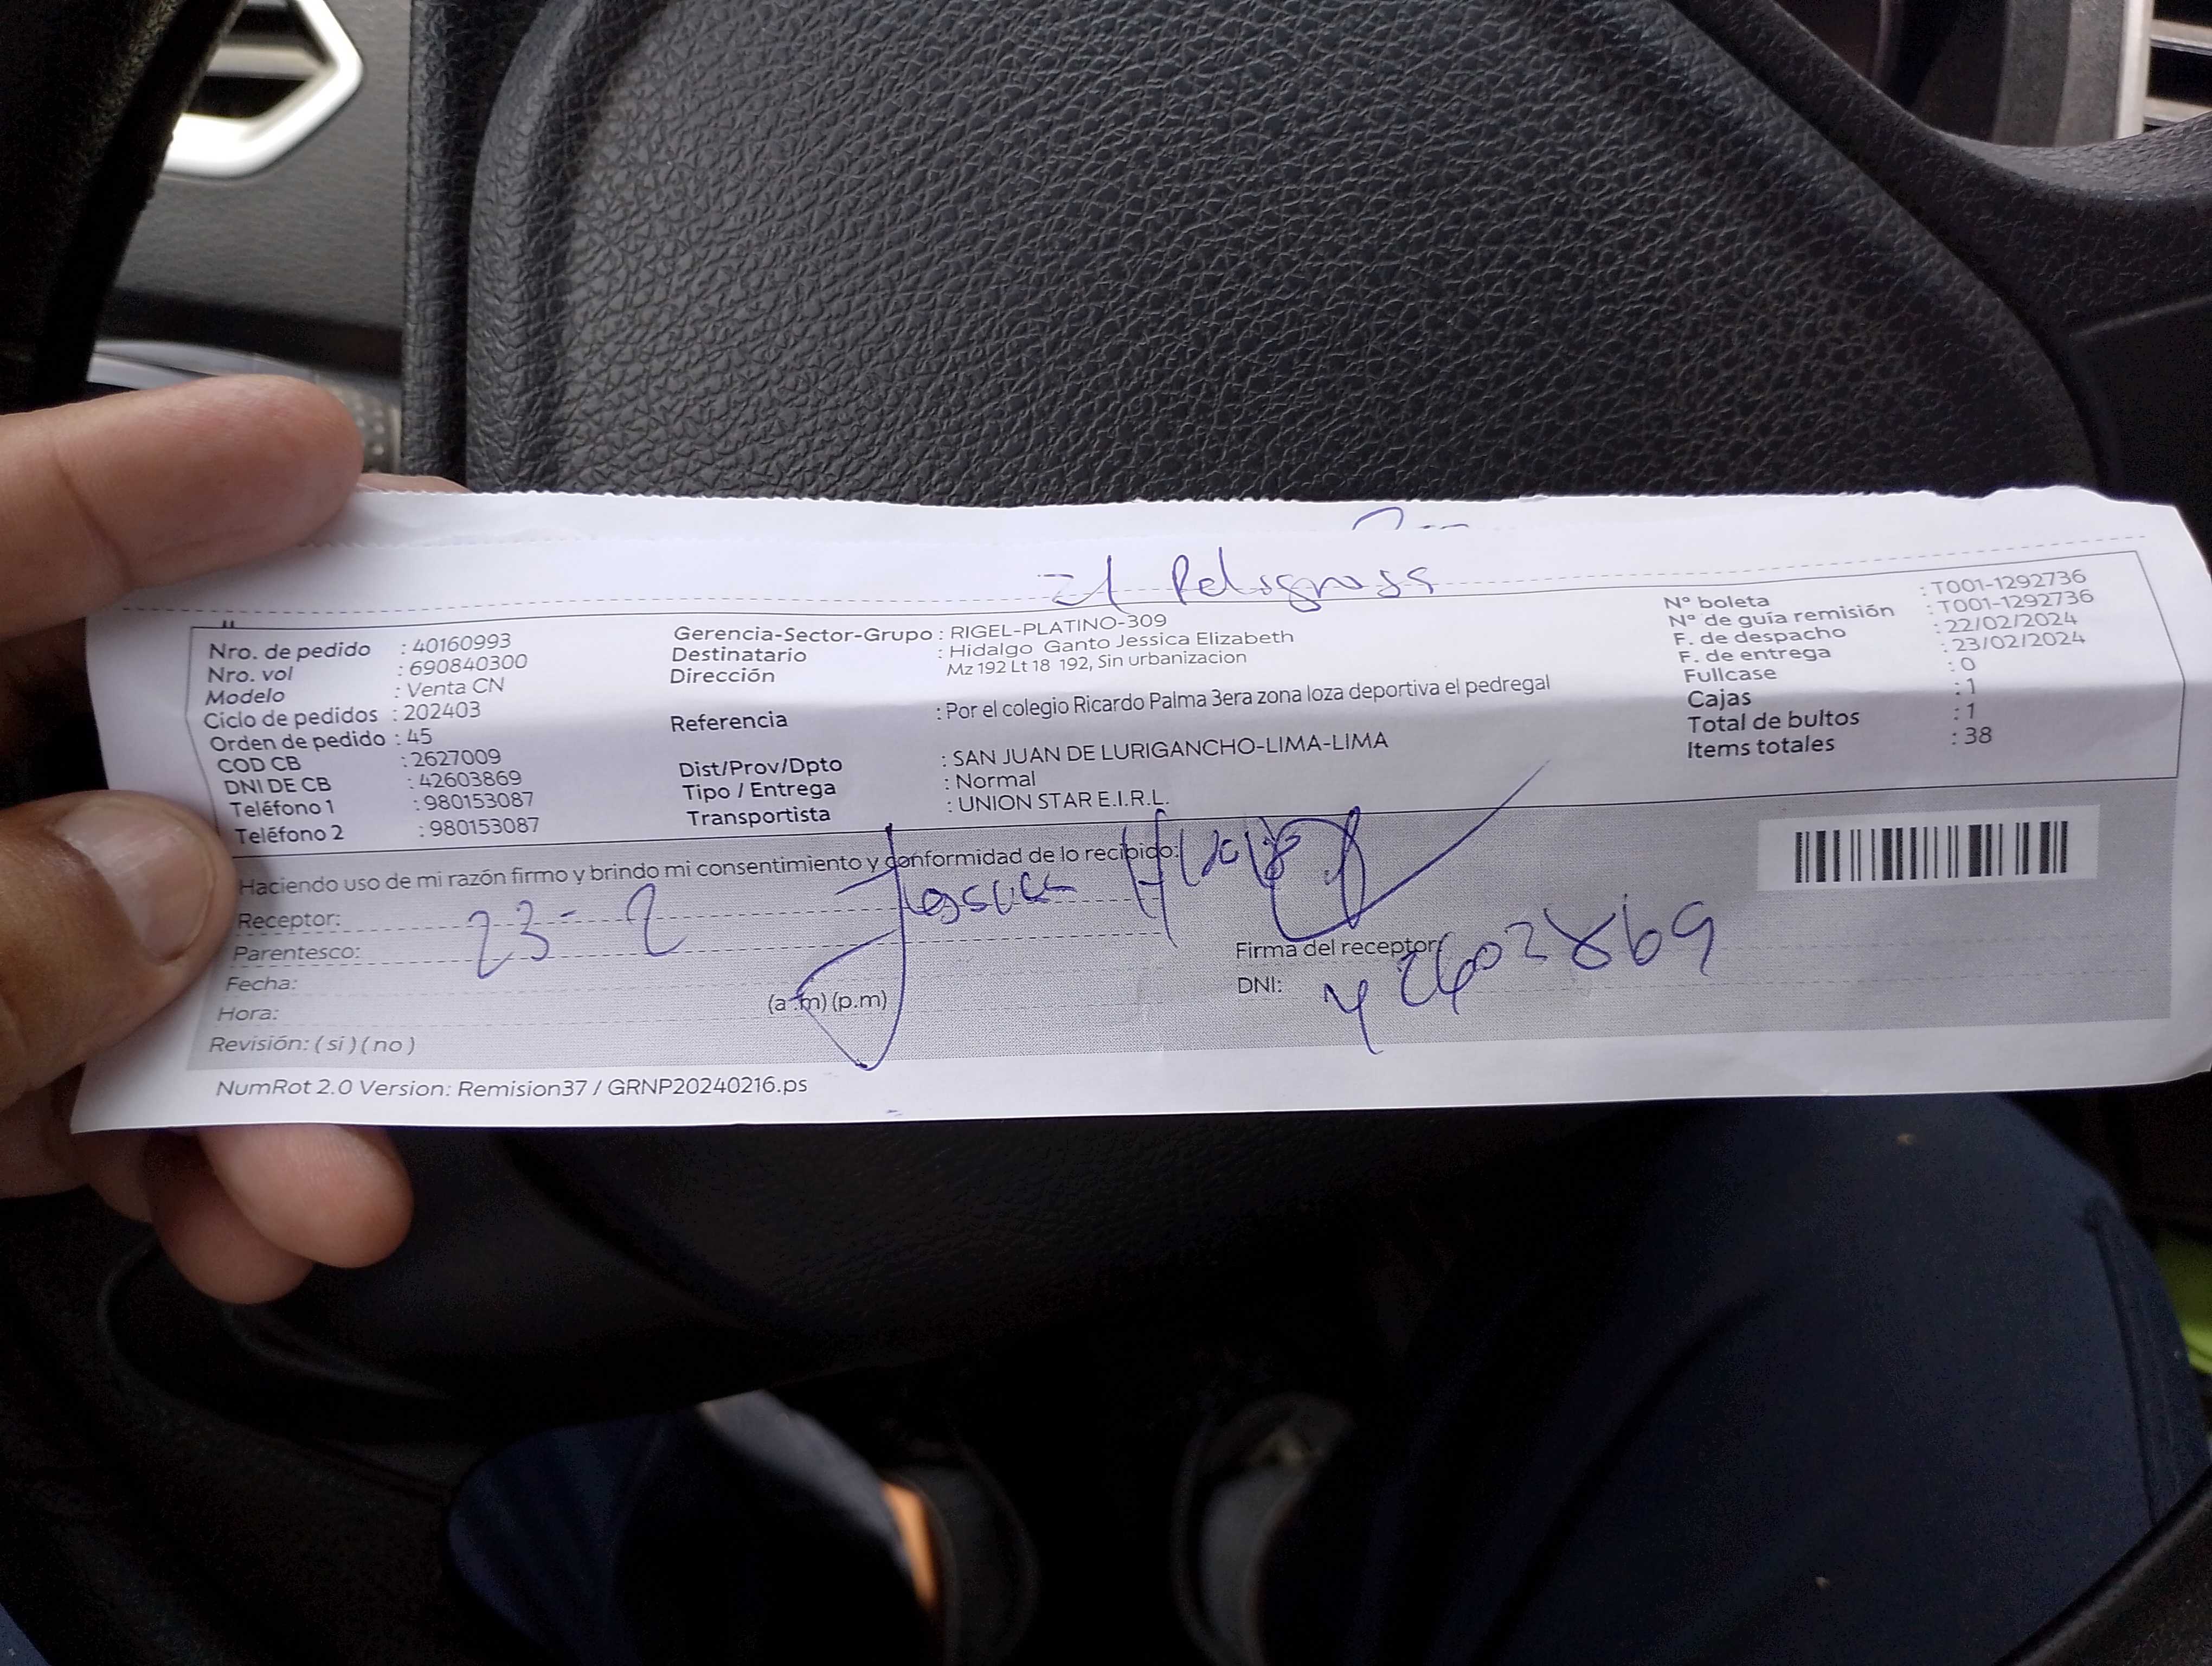 Nro. de pedido : 40160993
Nro. vol : 690840300
Modelo : Venta CN
Ciclo de pedidos : 202403
Orden de pedido : 45
COD CB : 2627009
DNI DE CB : 42603869
Teléfono 1 : 980153087
Teléfono 2 : 980153087
Gerencia-Sector-Grupo : RIGEL-PLATINO-309
Destinatario : Hidalgo Ganto Jessica Elizabeth
Dirección Mz 192 Lt 18 192, Sin urbanizacion
Referencia : Por el colegio Ricardo Palma 3era zona loza deportiva el pedregal
Dist/Prov/Dpto : SAN JUAN DE LURIGANCHO-LIMA-LIMA
Tipo / Entrega : Normal
Transportista : UNION STAR E.I.R.L.
N° boleta : T001-1292736
N° de guía remisión : T001-1292736
F. de despacho : 22/02/2024
F. de entrega : 23/02/2024
Fullcase : 0
Cajas : 1
Total de bultos : 1
Items totales : 38
Haciendo uso de mi razón firmo y brindo mi consentimiento y conformidad de lo recibido:
Receptor:
Parentesco: 23-2
Fecha:
Hora: (a.m) (p.m)
Revisión: ( si ) ( no )
Firma del receptor
DNI:
NumRot 2.0 Version: Remision37 / GRNP20240216.ps